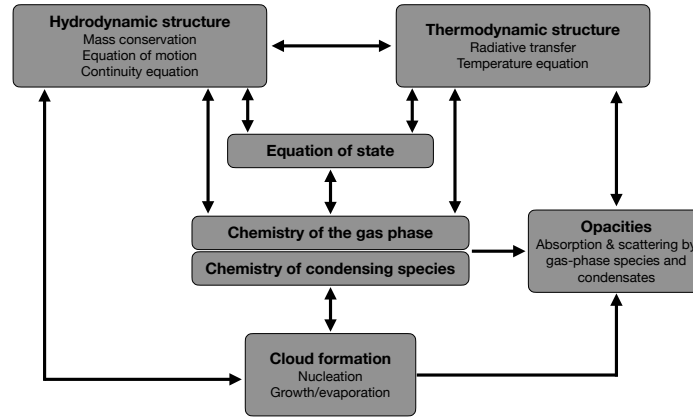 Hydrodynamic structure
Mass conservation
Equation of motion
Continuity equation
Thermodynamic structure
Radiative transfer
Temperature equation
Equation of state
Chemistry of the gas phase
Chemistry of condensing species
Opacities
Absorption & scattering by
gas-phase species and
condensates
Cloud formation
Nucleation
Growth/evaporation